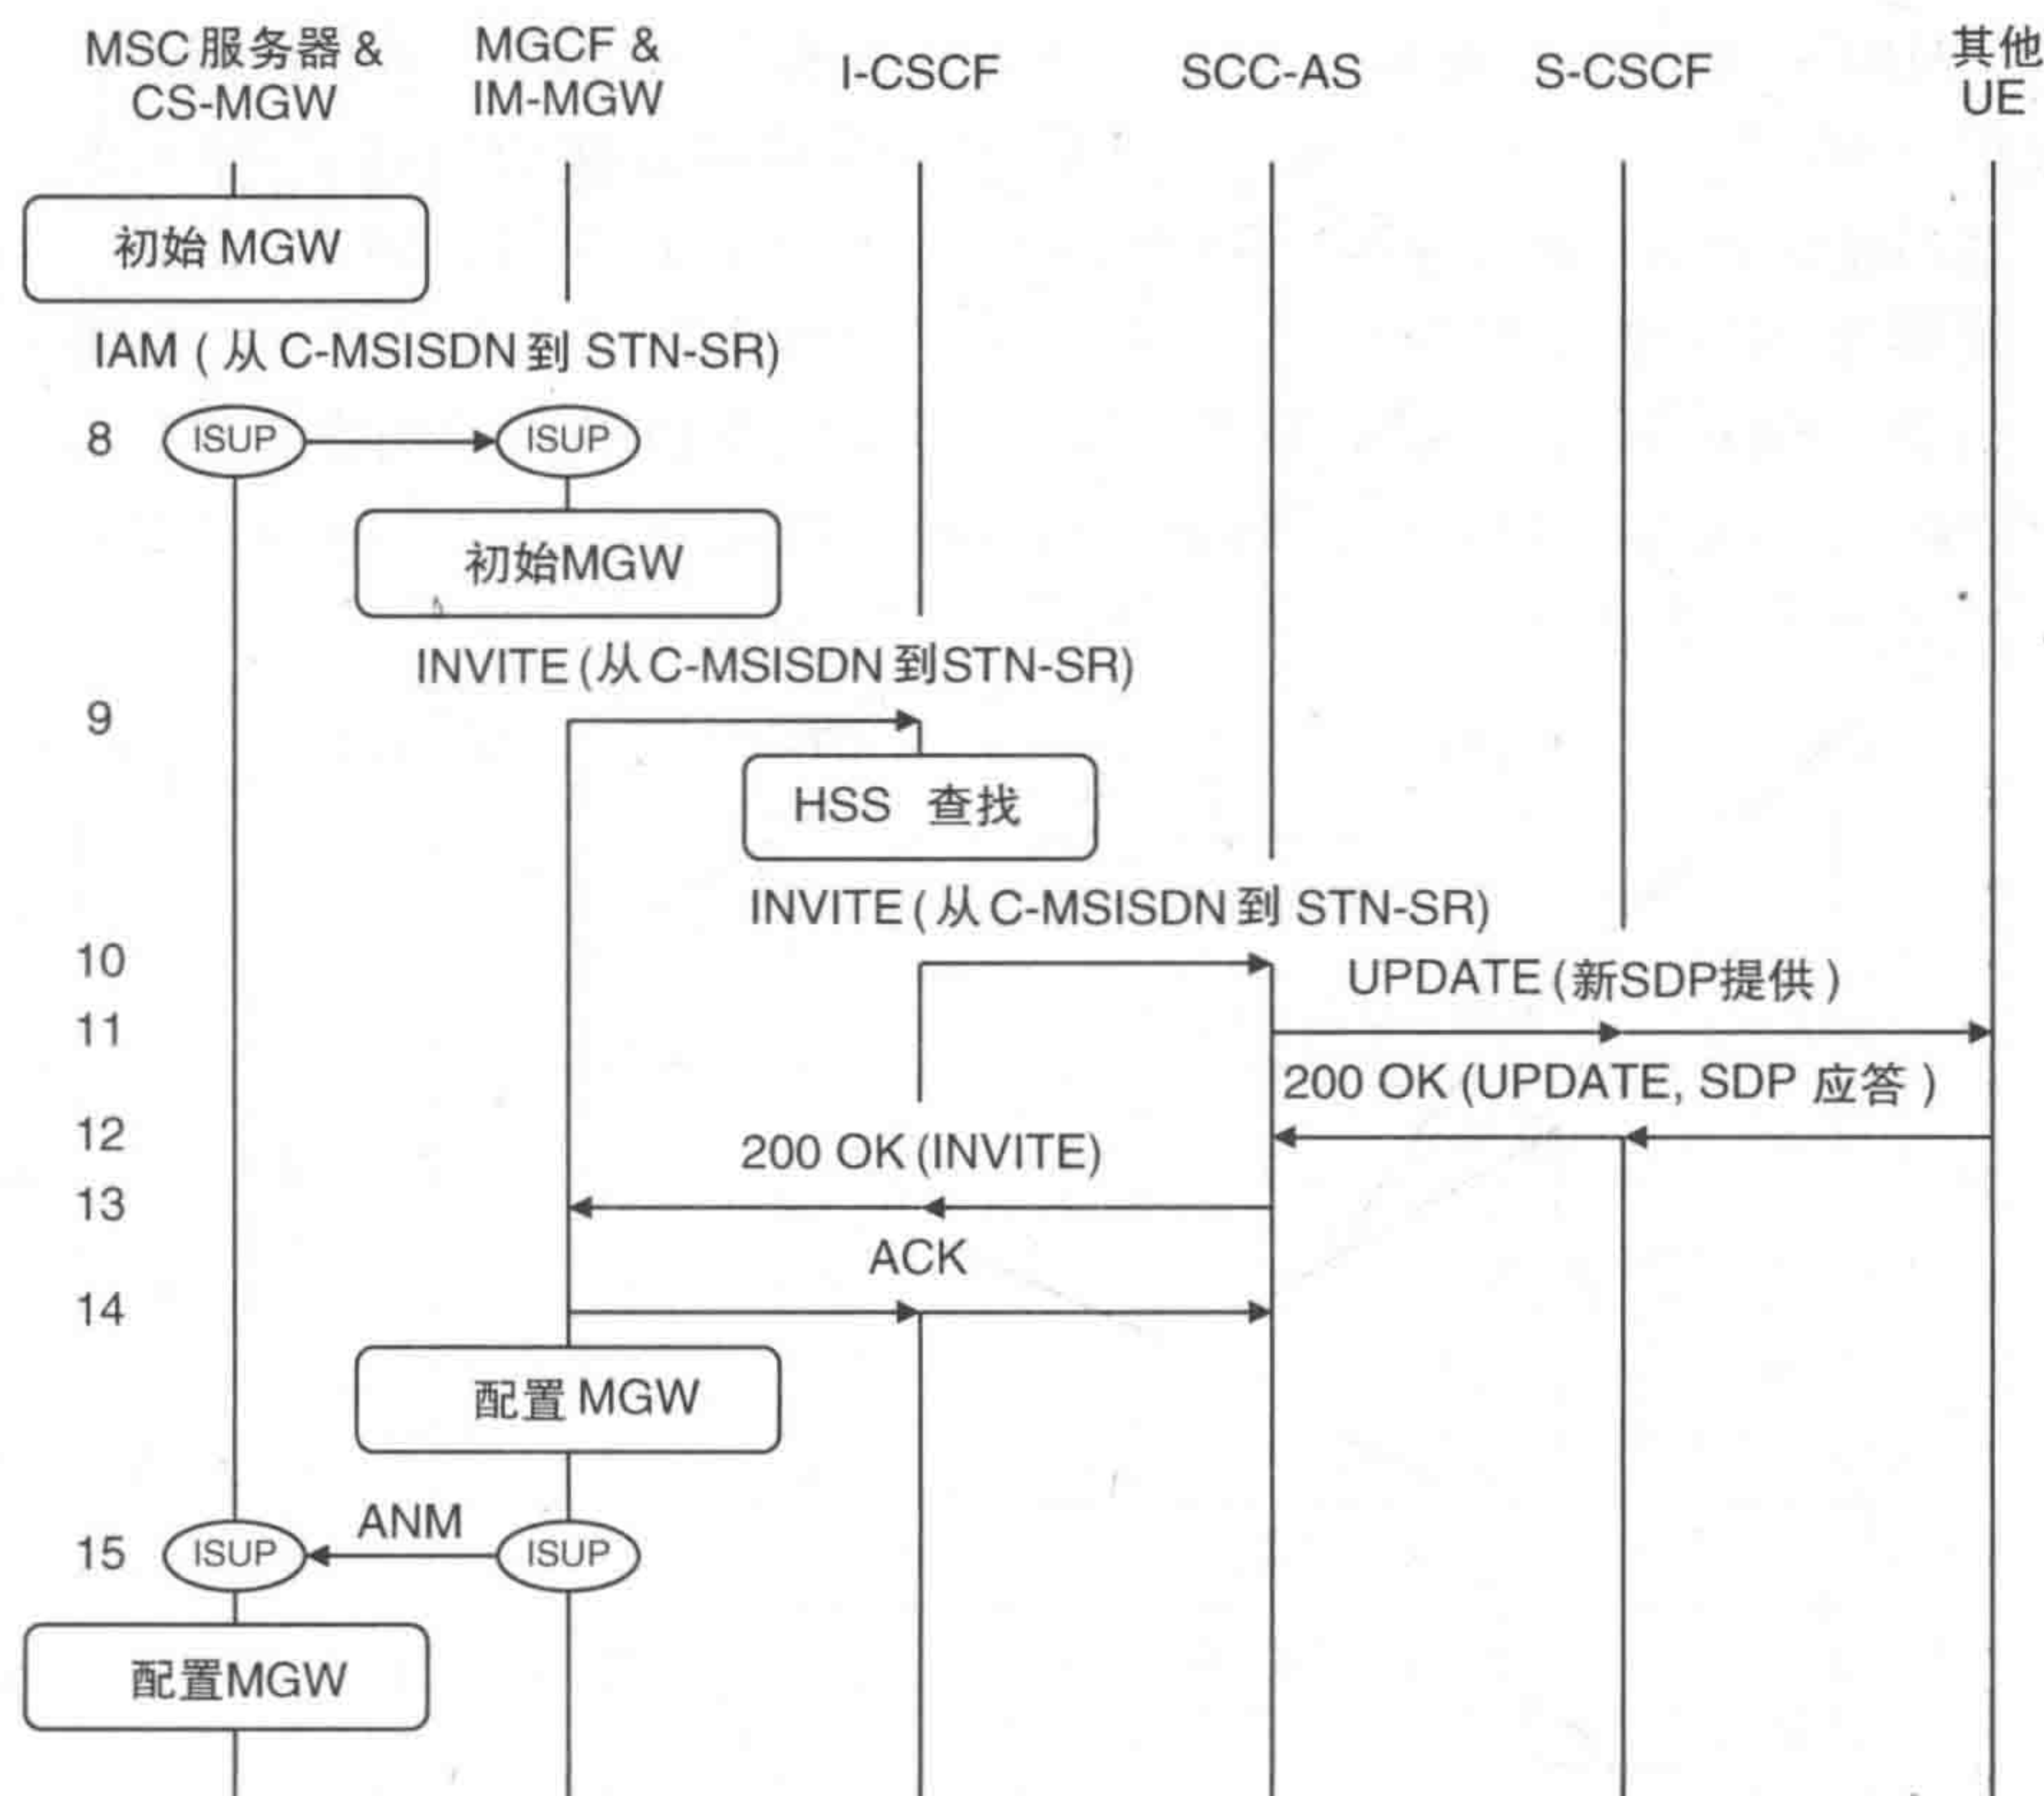 MSC 服务器 &
CS-MGW
MGCF &
IM-MGW
I-CSCF
SCC-AS
S-CSCF
其他
UE
初始 MGW
IAM ( 从 C-MSISDN 到 STN-SR)
8
ISUP
ISUP
初始MGW
INVITE (从 C-MSISDN 到STN-SR)
9
HSS 查找
INVITE ( 从 C-MSISDN 到 STN-SR)
10
UPDATE (新SDP提供 )
11
200 OK (UPDATE, SDP 应答 )
12
200 OK (INVITE)
13
ACK
14
配置 MGW
ANM
15
ISUP
ISUP
配置MGW